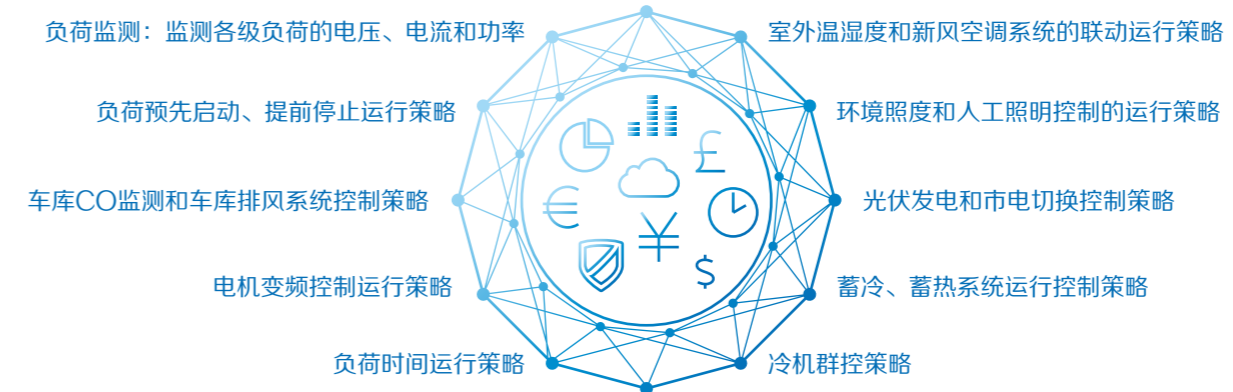 负荷监测：监测各级负荷的电压、电流和功率
负荷预先启动、提前停止运行策略
车库CO监测和车库排风系统控制策略
电机变频控制运行策略
负荷时间运行策略
室外温湿度和新风空调系统的联动运行策略
环境照度和人工照明控制的运行策略
光伏发电和市电切换控制策略
蓄冷、蓄热系统运行控制策略
冷机群控策略
£
€
¥
$